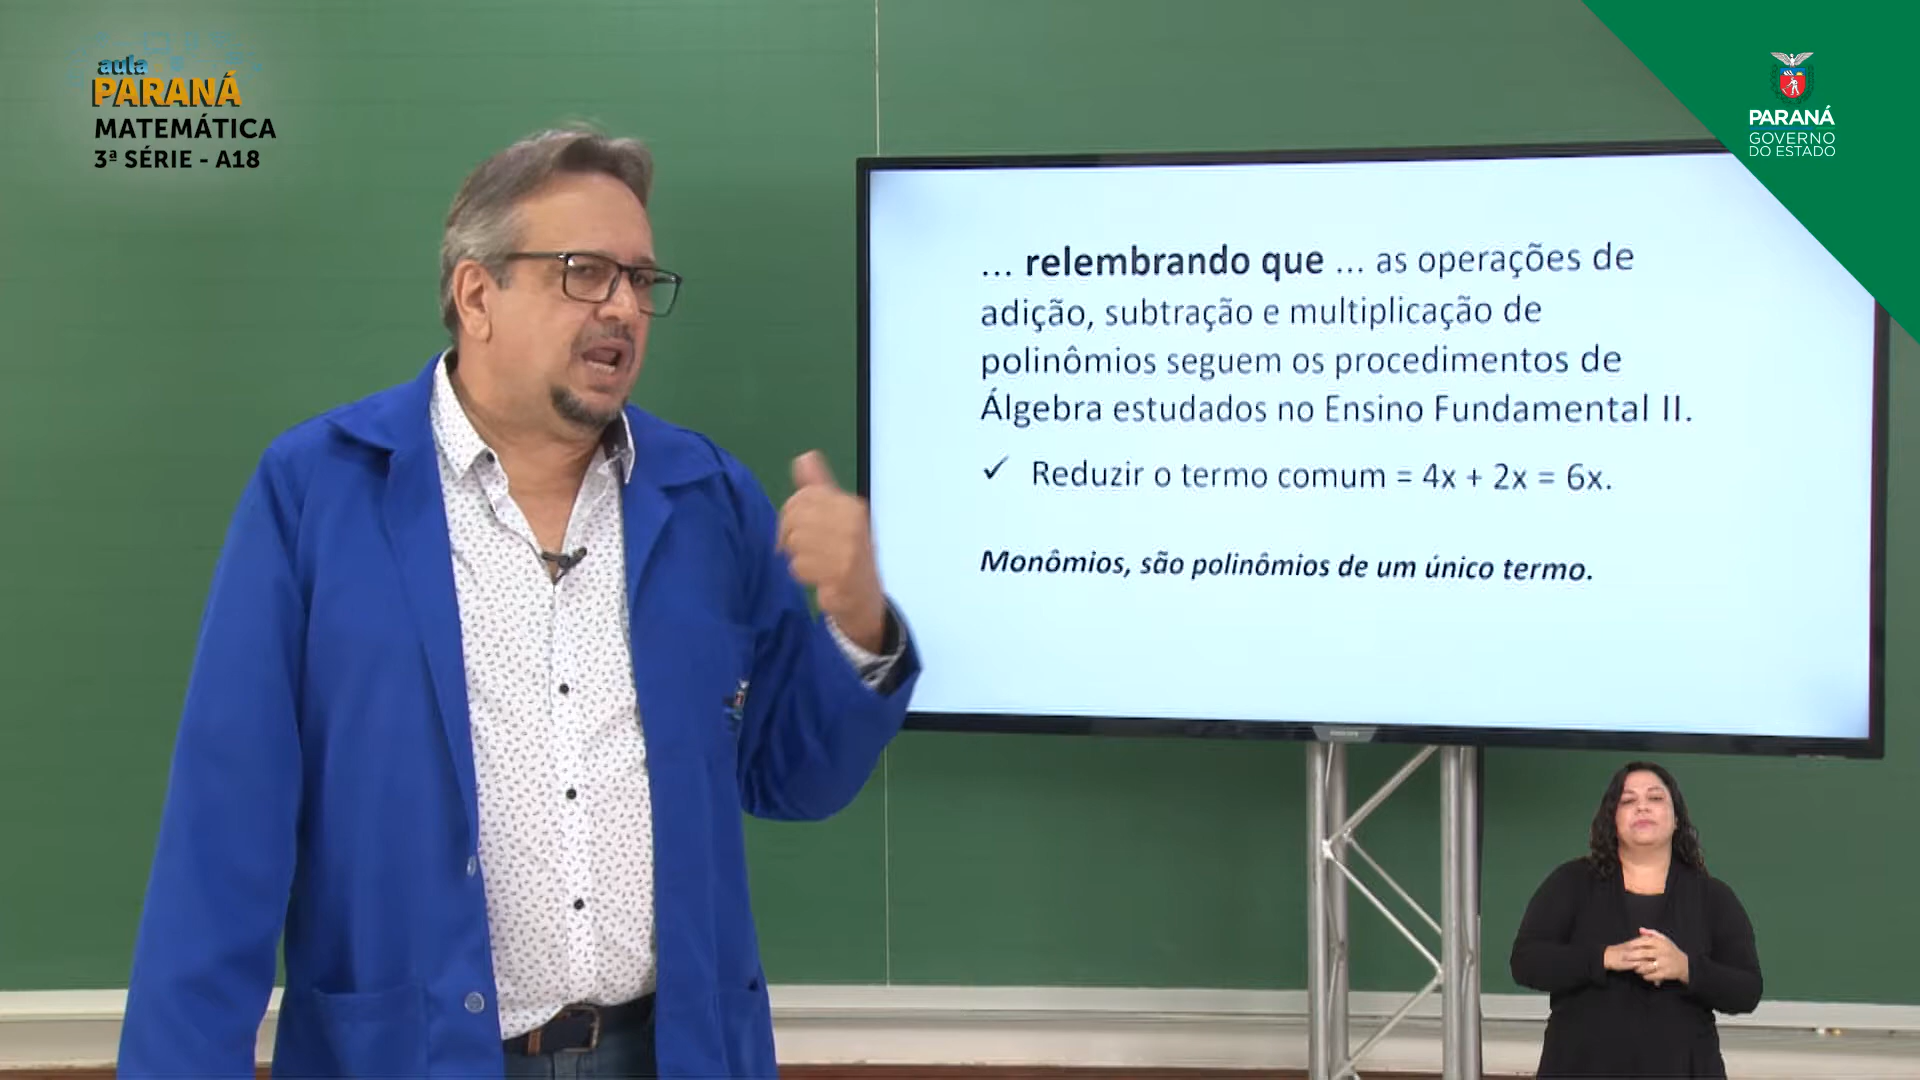 aula
PARANÁ
MATEMÁTICA
3ª SÉRIE - A18
PARANÁ
GOVERNO
DO ESTADO
... relembrando que ... as operações de
adição, subtração e multiplicação de
polinômios seguem os procedimentos de
Álgebra estudados no Ensino Fundamental II.
✓ Reduzir o termo comum = 4x + 2x = 6x.
Monômios, são polinômios de um único termo.